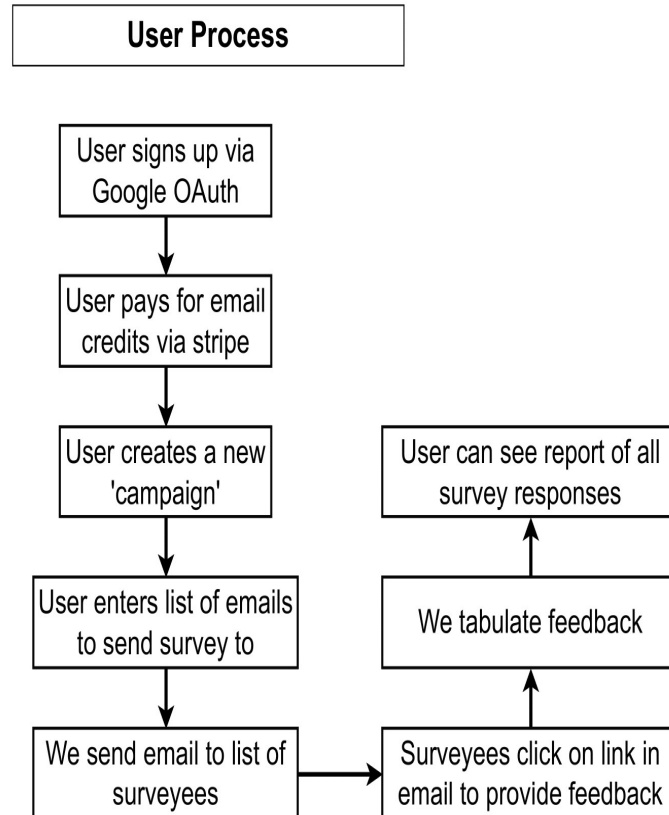 User Process
User signs up via
Google OAuth
User pays for email
credits via stripe
User creates a new
'campaign'
User enters list of emails
to send survey to
We send email to list of
surveyees
Surveyees click on link in
email to provide feedback
We tabulate feedback
User can see report of all
survey responses